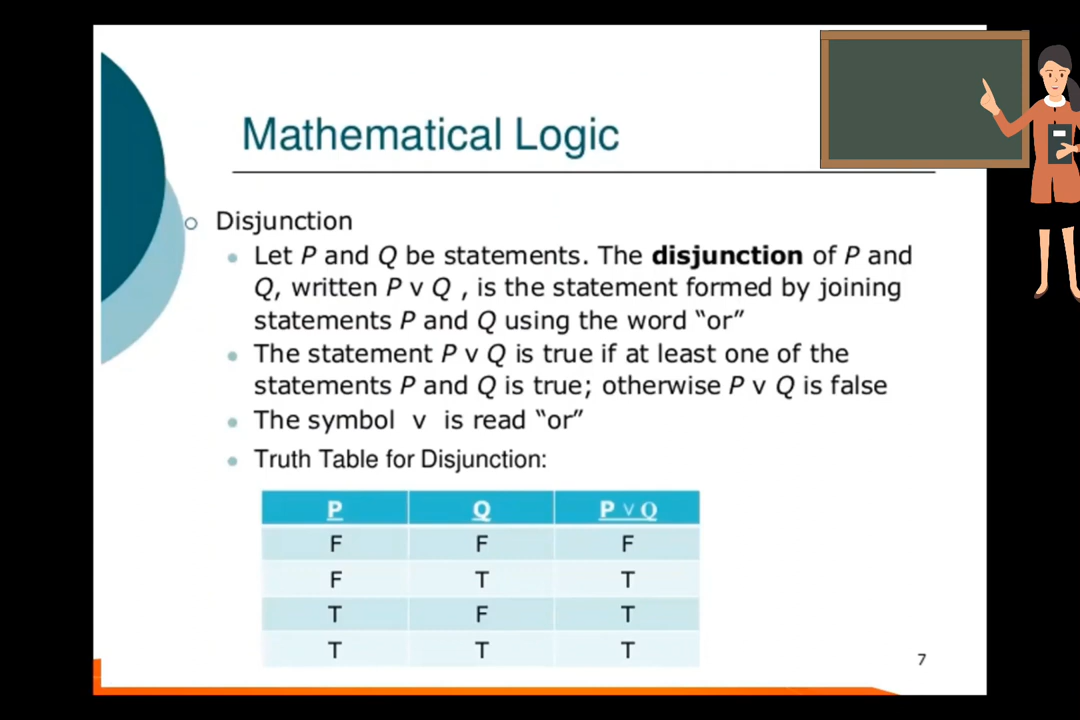 Mathematical Logic
Disjunction
Let P and Q be statements. The disjunction of P and
Q, written P v Q , is the statement formed by joining
statements P and Q using the word “or”
The statement P v Q is true if at least one of the
statements P and Q is true; otherwise P v Q is false
The symbol v is read “or”
Truth Table for Disjunction:
P Q P ∨ Q
F F F
F T T
T F T
T T T
7